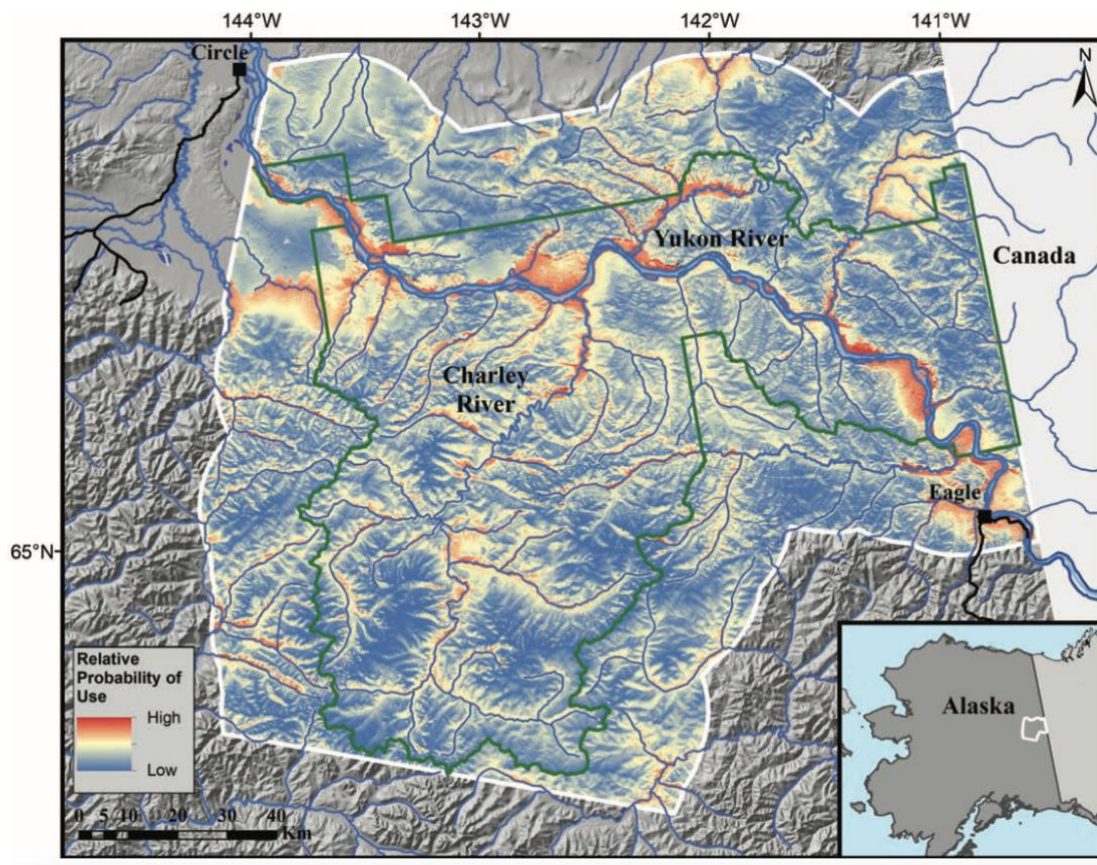 144°W 143°W 142°W 141°W
Circle
N
Yukon River
Canada
Charley
River
Eagle
65°N
Relative
Probability of
Use
High
Low
Alaska
0 5 10 20 30 40
Km